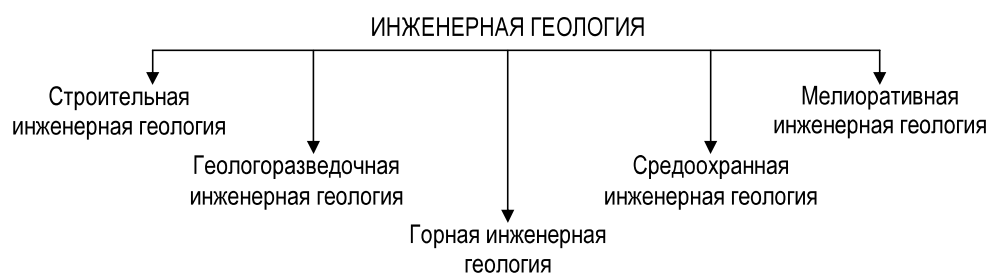 ИНЖЕНЕРНАЯ ГЕОЛОГИЯ
Строительная
инженерная геология
Геологоразведочная
инженерная геология
Горная инженерная
геология
Средоохранная
инженерная геология
Мелиоративная
инженерная геология